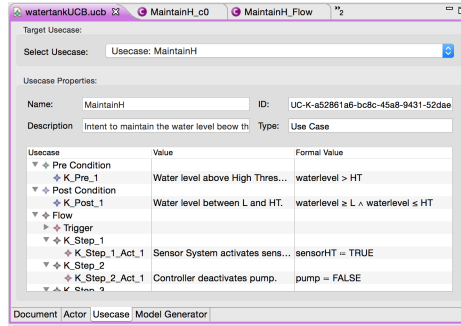 watertankUCB.ucb MaintainH_c0 MaintainH_Flow 2
Target Usecase:
Select Usecase: Usecase: MaintainH
Usecase Properties:
Name: MaintainH ID: UC-K-a52861a6-bc8c-45a8-9431-52dae
Description Intent to maintain the water level beow th Type: Use Case
Usecase Value Formal Value
Pre Condition
K_Pre_1 Water level above High Thres... waterlevel > HT
Post Condition
K_Post_1 Water level between L and HT. waterlevel ≥ L ∧ waterlevel ≤ HT
Flow
Trigger
K_Step_1
K_Step_1_Act_1 Sensor System activates sens... sensorHT ≔ TRUE
K_Step_2
K_Step_2_Act_1 Controller deactivates pump. pump ≔ FALSE
K_Step_3
Document Actor Usecase Model Generator